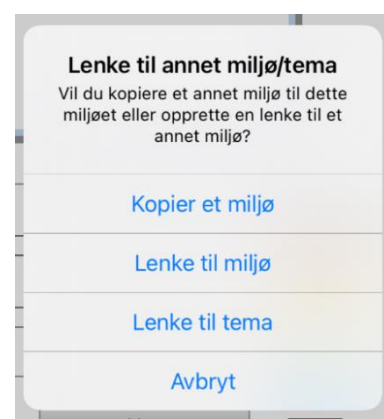 Lenke til annet miljø/tema
Vil du kopiere et annet miljø til dette
miljøet eller opprette en lenke til et
annet miljø?
Kopier et miljø
Lenke til miljø
Lenke til tema
Avbryt